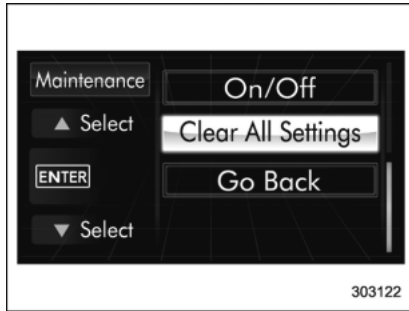 Maintenance
On/Off
▲ Select
Clear All Settings
ENTER
Go Back
▼ Select
303122